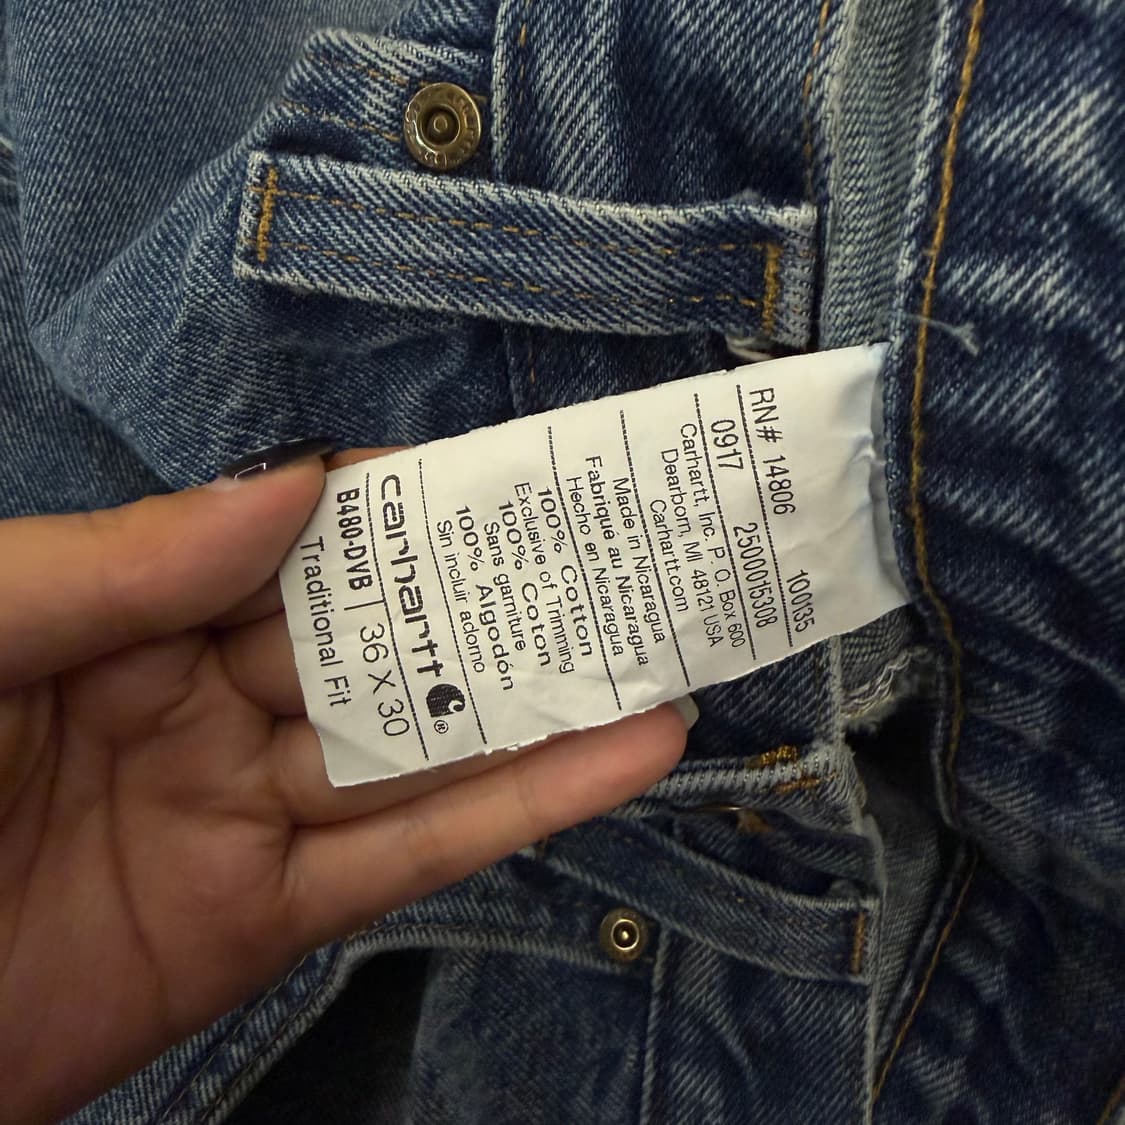 RN# 14806 100135
0917 2500015308
Carhartt, Inc. P. O. Box 600
Dearborn, MI 48121 USA
Carhartt.com
Made in Nicaragua
Fabriqué au Nicaragua
Hecho en Nicaragua
100% Cotton
Exclusive of Trimming
100% Coton
Sans garniture
100% Algodón
Sin incluir adorno
carhartt ®
B480-DVB | 36 X 30
Traditional Fit